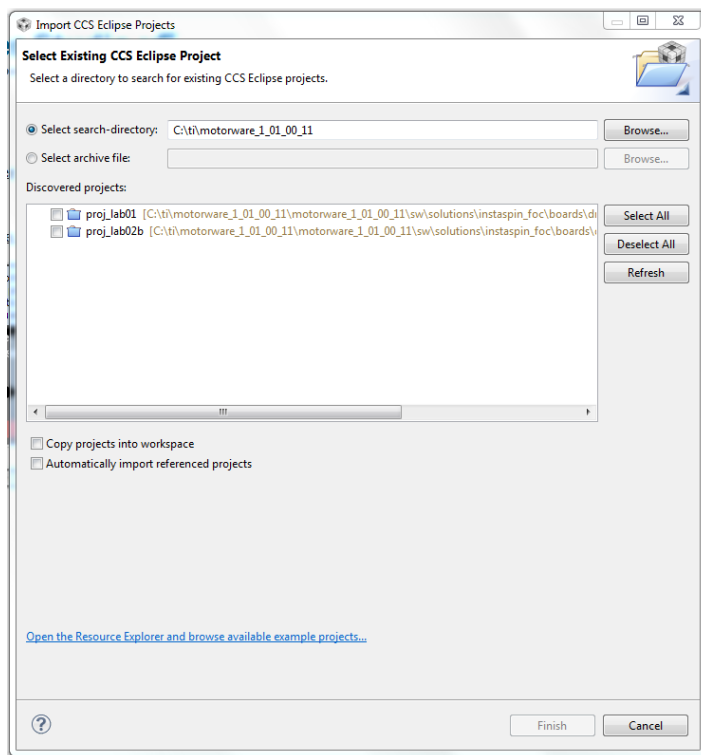 Import CCS Eclipse Projects
Select Existing CCS Eclipse Project
Select a directory to search for existing CCS Eclipse projects.
Select search-directory: C:\ti\motorware_1_01_00_11 Browse...
Select archive file: Browse...
Discovered projects:
proj_lab01 [C:\ti\motorware_1_01_00_11\motorware_1_01_00_11\sw\solutions\instaspin_foc\boards\dr
proj_lab02b [C:\ti\motorware_1_01_00_11\motorware_1_01_00_11\sw\solutions\instaspin_foc\boards\
Select All
Deselect All
Refresh
Copy projects into workspace
Automatically import referenced projects
Open the Resource Explorer and browse available example projects...
? Finish Cancel